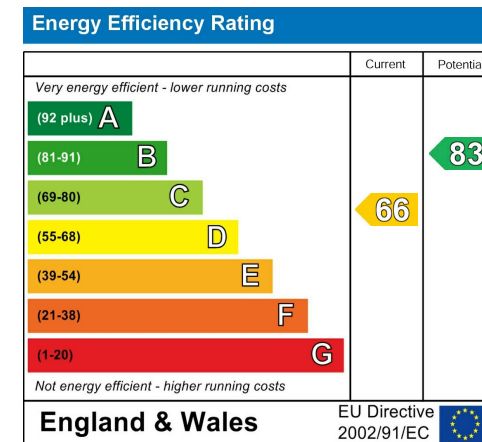 Energy Efficiency Rating
Current Potentia
Very energy efficient - lower running costs
(92 plus) A
(81-91) B
83
(69-80) C
66
(55-68) D
(39-54) E
(21-38) F
(1-20) G
Not energy efficient - higher running costs
England & Wales
EU Directive
2002/91/EC